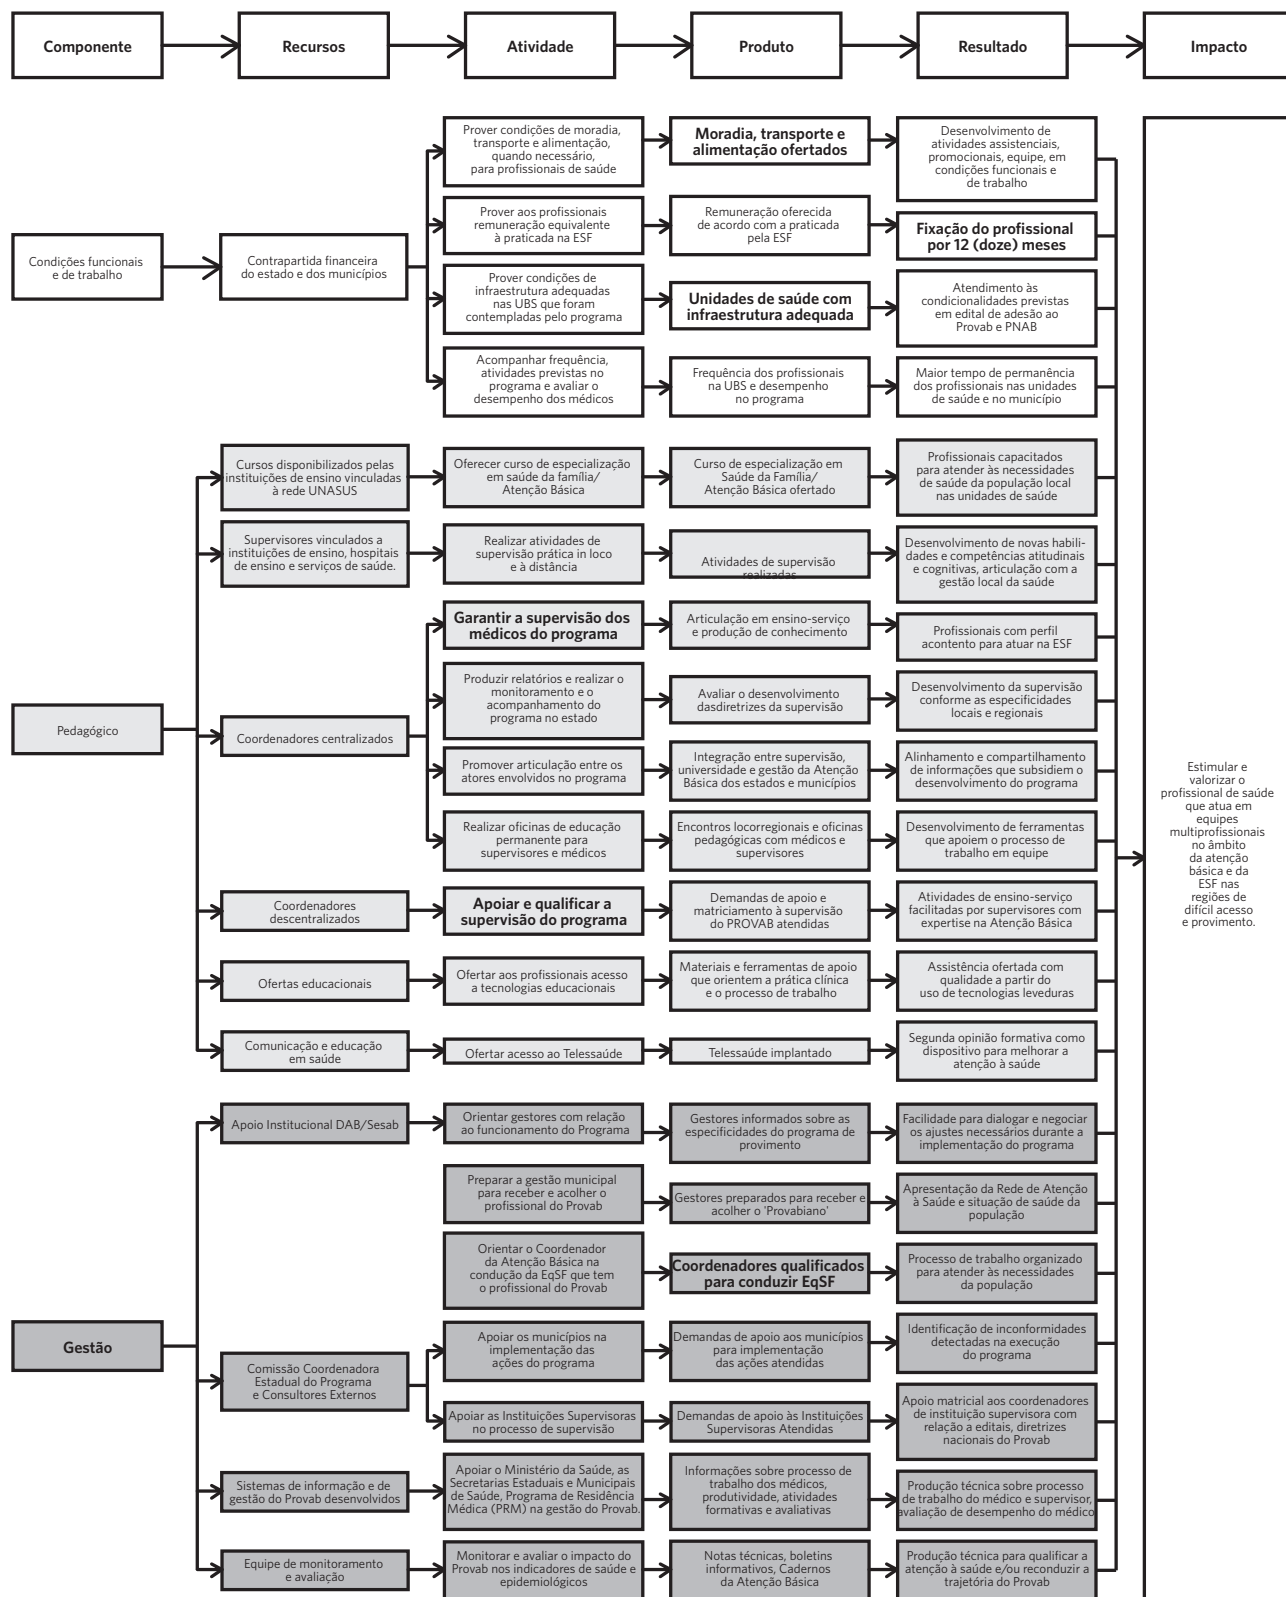 Componente
Recursos
Atividade
Produto
Resultado
Impacto
Condições funcionais
e de trabalho
Contrapartida financeira
do estado e dos municípios
Prover condições de moradia,
transporte e alimentação,
quando necessário,
para profissionais de saúde
Moradia, transporte e
alimentação ofertados
Desenvolvimento de
atividades assistenciais,
promocionais, equipe, em
condições funcionais e
de trabalho
Prover aos profissionais
remuneração equivalente
à praticada na ESF
Remuneração oferecida
de acordo com a praticada
pela ESF
Fixação do profissional
por 12 (doze) meses
Prover condições de
infraestrutura adequadas
nas UBS que foram
contempladas pelo programa
Unidades de saúde com
infraestrutura adequada
Atendimento às
condicionalidades previstas
em edital de adesão ao
Provab e PNAB
Acompanhar frequência,
atividades previstas no
programa e avaliar o
desempenho dos médicos
Frequência dos profissionais
na UBS e desempenho
no programa
Maior tempo de permanência
dos profissionais nas unidades
de saúde e no município
Pedagógico
Cursos disponibilizados pelas
instituições de ensino vinculadas
à rede UNASUS
Oferecer curso de especialização
em saúde da família/
Atenção Básica
Curso de especialização em
Saúde da Família/
Atenção Básica ofertado
Profissionais capacitados
para atender às necessidades
de saúde da população local
nas unidades de saúde
Supervisores vinculados a
instituições de ensino, hospitais
de ensino e serviços de saúde.
Realizar atividades de
supervisão prática in loco
e à distância
Atividades de supervisão
realizadas
Desenvolvimento de novas habili-
dades e competências atitudinais
e cognitivas, articulação com a
gestão local da saúde
Coordenadores centralizados
Garantir a supervisão dos
médicos do programa
Articulação em ensino-serviço
e produção de conhecimento
Profissionais com perfil
acontento para atuar na ESF
Produzir relatórios e realizar o
monitoramento e o
acompanhamento do
programa no estado
Avaliar o desenvolvimento
dasdiretrizes da supervisão
Desenvolvimento da supervisão
conforme as especificidades
locais e regionais
Promover articulação entre os
atores envolvidos no programa
Integração entre supervisão,
universidade e gestão da Atenção
Básica dos estados e municípios
Alinhamento e compartilhamento
de informações que subsidiem o
desenvolvimento do programa
Realizar oficinas de educação
permanente para
supervisores e médicos
Encontros locorregionais e oficinas
pedagógicas com médicos e
supervisores
Desenvolvimento de ferramentas
que apoiem o processo de
trabalho em equipe
Coordenadores
descentralizados
Apoiar e qualificar a
supervisão do programa
Demandas de apoio e
matriciamento à supervisão
do PROVAB atendidas
Atividades de ensino-serviço
facilitadas por supervisores com
expertise na Atenção Básica
Ofertas educacionais
Ofertar aos profissionais acesso
a tecnologias educacionais
Materiais e ferramentas de apoio
que orientem a prática clínica
e o processo de trabalho
Assistência ofertada com
qualidade a partir do
uso de tecnologias leveduras
Comunicação e educação
em saúde
Ofertar acesso ao Telessaúde
Telessaúde implantado
Segunda opinião formativa como
dispositivo para melhorar a
atenção à saúde
Gestão
Apoio Institucional DAB/Sesab
Orientar gestores com relação
ao funcionamento do Programa
Gestores informados sobre as
especificidades do programa de
provimento
Facilidade para dialogar e negociar
os ajustes necessários durante a
implementação do programa
Preparar a gestão municipal
para receber e acolher o
profissional do Provab
Gestores preparados para receber e
acolher o 'Provabiano'
Apresentação da Rede de Atenção
à Saúde e situação de saúde da
população
Orientar o Coordenador
da Atenção Básica na
condução da EqSF que tem
o profissional do Provab
Coordenadores qualificados
para conduzir EqSF
Processo de trabalho organizado
para atender às necessidades
da população
Comissão Coordenadora
Estadual do Programa
e Consultores Externos
Apoiar os municípios na
implementação das
ações do programa
Demandas de apoio aos municípios
para implementação
das ações atendidas
Identificação de inconformidades
detectadas na execução
do programa
Apoiar as Instituições Supervisoras
no processo de supervisão
Demandas de apoio às Instituições
Supervisoras Atendidas
Apoio matricial aos coordenadores
de instituição supervisora com
relação a editais, diretrizes
nacionais do Provab
Sistemas de informação e de
gestão do Provab desenvolvidos
Apoiar o Ministério da Saúde, as
Secretarias Estaduais e Municipais
de Saúde, Programa de Residência
Médica (PRM) na gestão do Provab.
Informações sobre processo de
trabalho dos médicos,
produtividade, atividades
formativas e avaliativas
Produção técnica sobre processo
de trabalho do médico e supervisor,
avaliação de desempenho do médico
Equipe de monitoramento
e avaliação
Monitorar e avaliar o impacto do
Provab nos indicadores de saúde e
epidemiológicos
Notas técnicas, boletins
informativos, Cadernos
da Atenção Básica
Produção técnica para qualificar a
atenção à saúde e/ou reconduzir a
trajetória do Provab
Estimular e
valorizar o
profissional de saúde
que atua em
equipes
multiprofissionais
no âmbito
da atenção
básica e da
ESF nas
regiões de
difícil acesso
e provimento.